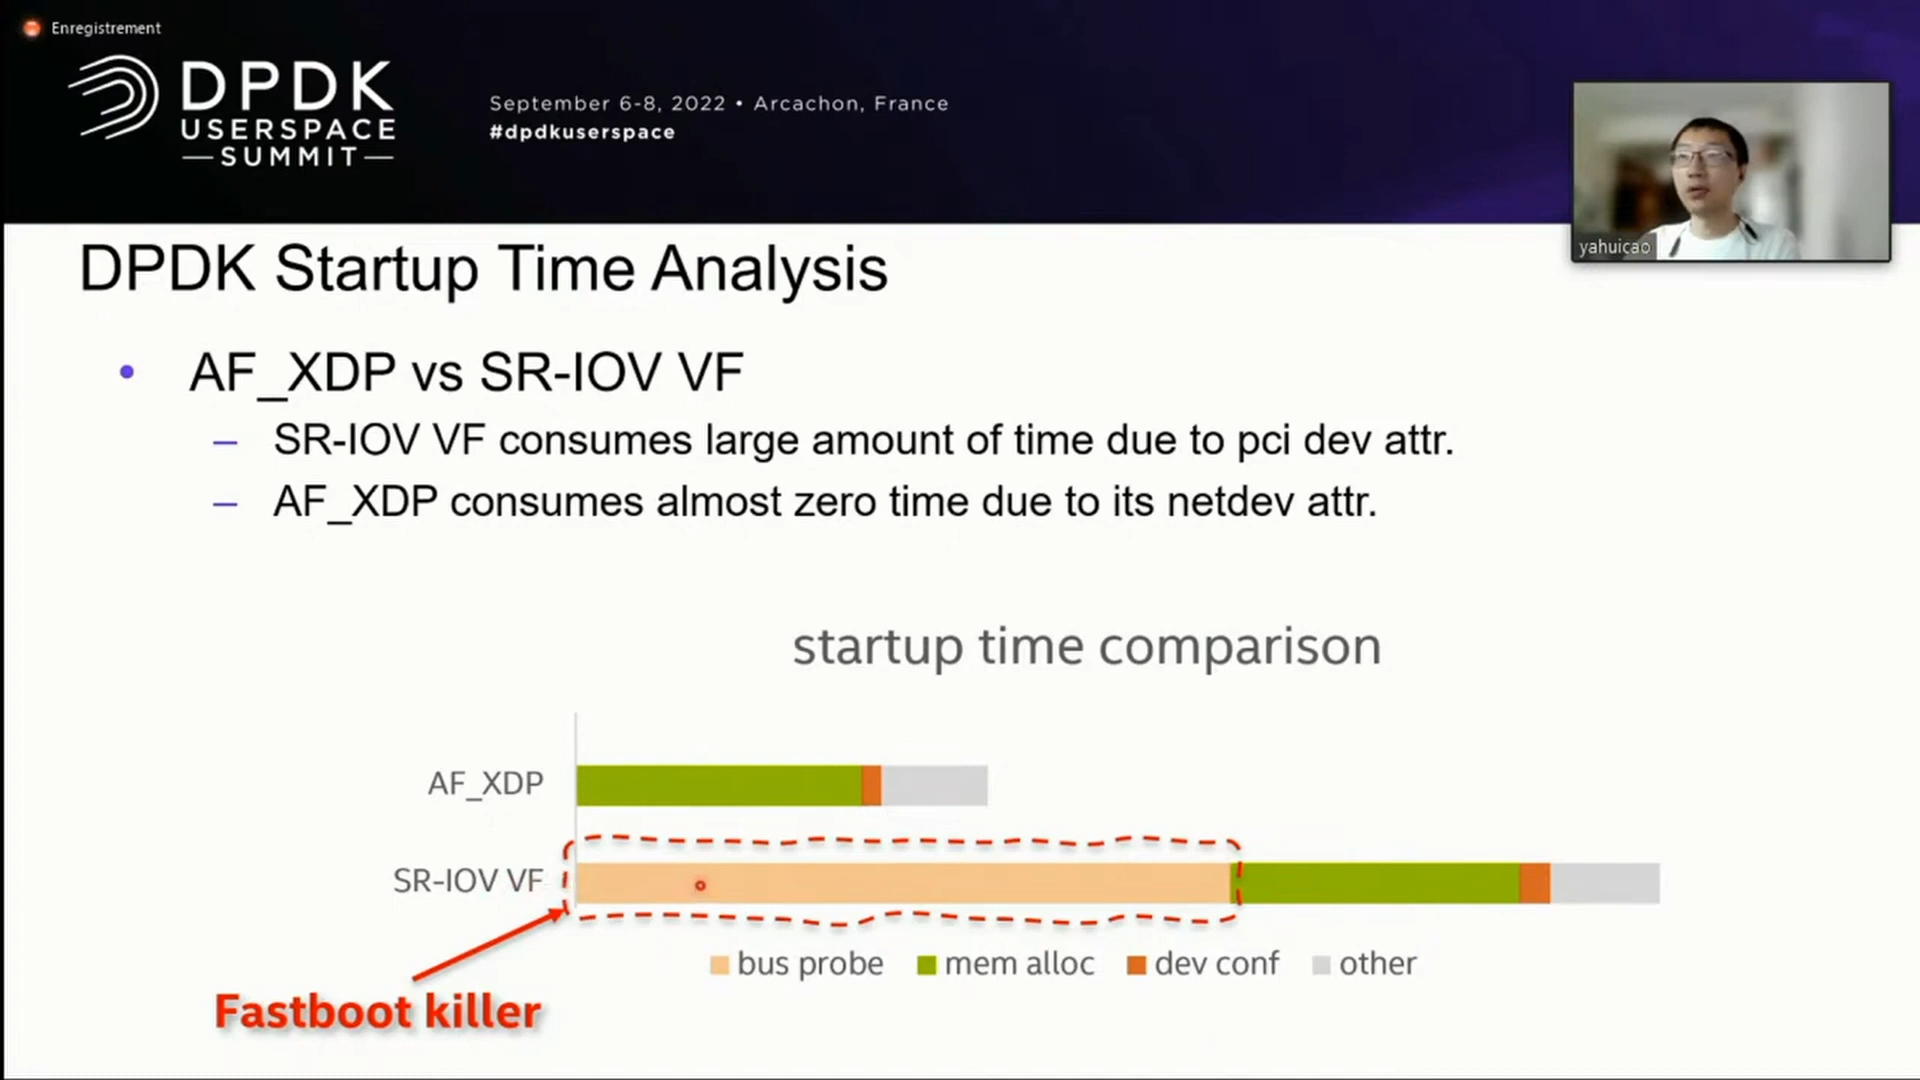 Enregistrement
DPDK
USERSPACE
SUMMIT
September 6-8, 2022 • Arcachon, France
#dpdkuserspace
yahuicao
DPDK Startup Time Analysis
• AF_XDP vs SR-IOV VF
– SR-IOV VF consumes large amount of time due to pci dev attr.
– AF_XDP consumes almost zero time due to its netdev attr.
startup time comparison
AF_XDP
SR-IOV VF
bus probe mem alloc dev conf other
Fastboot killer